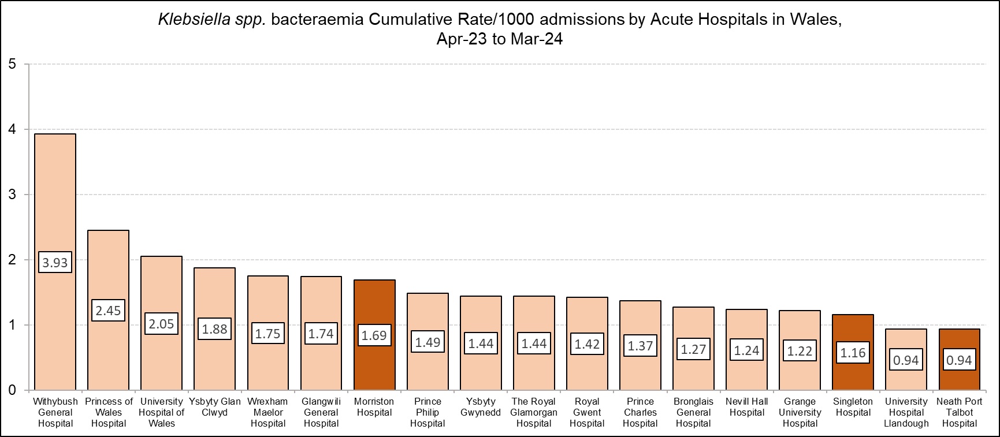 Klebsiella spp. bacteraemia Cumulative Rate/1000 admissions by Acute Hospitals in Wales,
Apr-23 to Mar-24
5
4
3
2
1
0
3.93
2.45
2.05
1.88
1.75
1.74
1.69
1.49
1.44
1.44
1.42
1.37
1.27
1.24
1.22
1.16
0.94
0.94
Withybush
General
Hospital
Princess of
Wales
Hospital
University
Hospital of
Wales
Ysbyty Glan
Clwyd
Wrexham
Maelor
Hospital
Glangwili
General
Hospital
Morriston
Hospital
Prince
Philip
Hospital
Ysbyty
Gwynedd
The Royal
Glamorgan
Hospital
Royal
Gwent
Hospital
Prince
Charles
Hospital
Bronglais
General
Hospital
Nevill Hall
Hospital
Grange
University
Hospital
Singleton
Hospital
University
Hospital
Llandough
Neath Port
Talbot
Hospital